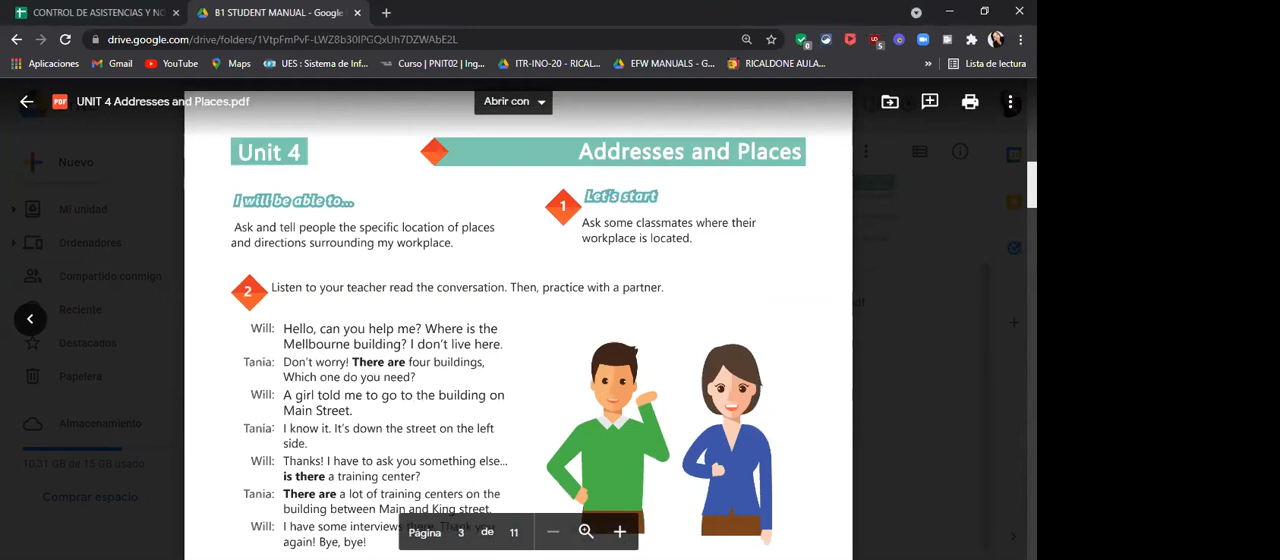 CONTROL DE ASISTENCIAS Y NO
B1 STUDENT MANUAL - Google
drive.google.com/drive/folders/1VtpFmPvF-LWZ8b30IPGQxUh7DZWAbE2L
Aplicaciones
Gmail
YouTube
Maps
UES : Sistema de Inf...
Curso | PNIT02 | Ing...
ITR-INO-20 - RICAL...
EFW MANUALS - G...
RICALDONE AULA...
»
Lista de lectura
PDF
UNIT 4 Addresses and Places.pdf
Abrir con
Nuevo
Mi unidad
Ordenadores
Compartido conmigo
Reciente
Destacados
Papelera
Almacenamiento
10,31 GB de 15 GB usado
Comprar espacio
Unit 4
Addresses and Places
I will be able to...
Ask and tell people the specific location of places
and directions surrounding my workplace.
1
Let's start
Ask some classmates where their
workplace is located.
2
Listen to your teacher read the conversation. Then, practice with a partner.
Will: Hello, can you help me? Where is the
Mellbourne building? I don't live here.
Tania: Don't worry! There are four buildings,
Which one do you need?
Will: A girl told me to go to the building on
Main Street.
Tania: I know it. It's down the street on the left
side.
Will: Thanks! I have to ask you something else...
is there a training center?
Tania: There are a lot of training centers on the
building between Main and King street.
Will: I have some interviews there. Thank you
again! Bye, bye!
Página 3 de 11